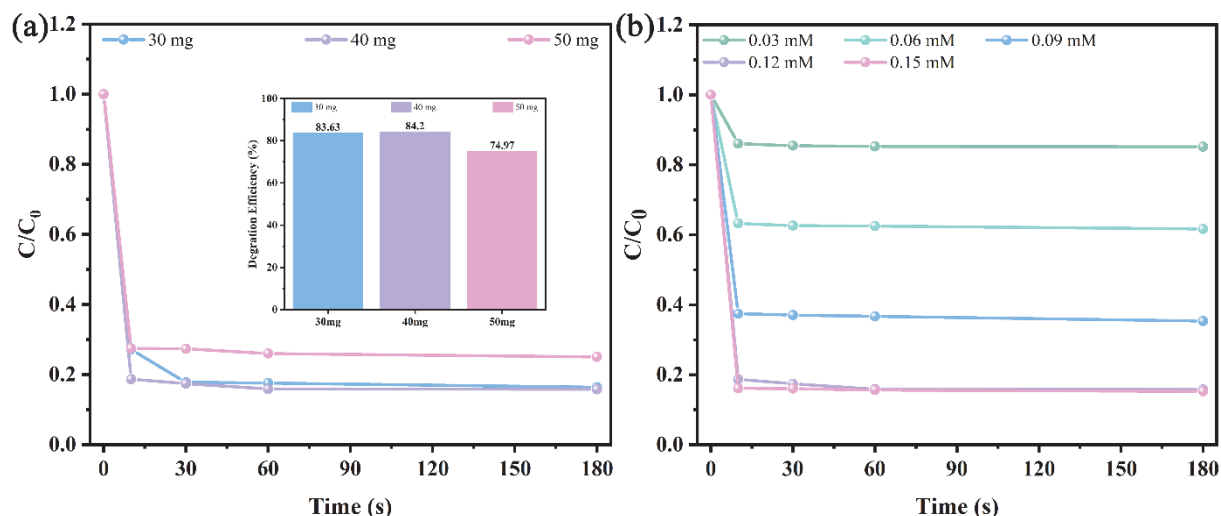 (a)
30 mg 40 mg 50 mg
C/C0
1.2
1.0
0.8
0.6
0.4
0.2
0.0
0 30 60 90 120 150 180
Time (s)
30 mg 40 mg 50 mg
Degration Efficiency (%)
100
80
60
40
20
0
83.63 84.2 74.97
30mg 40mg 50mg
(b)
0.03 mM 0.06 mM 0.09 mM
0.12 mM 0.15 mM
C/C0
1.2
1.0
0.8
0.6
0.4
0.2
0.0
0 30 60 90 120 150 180
Time (s)